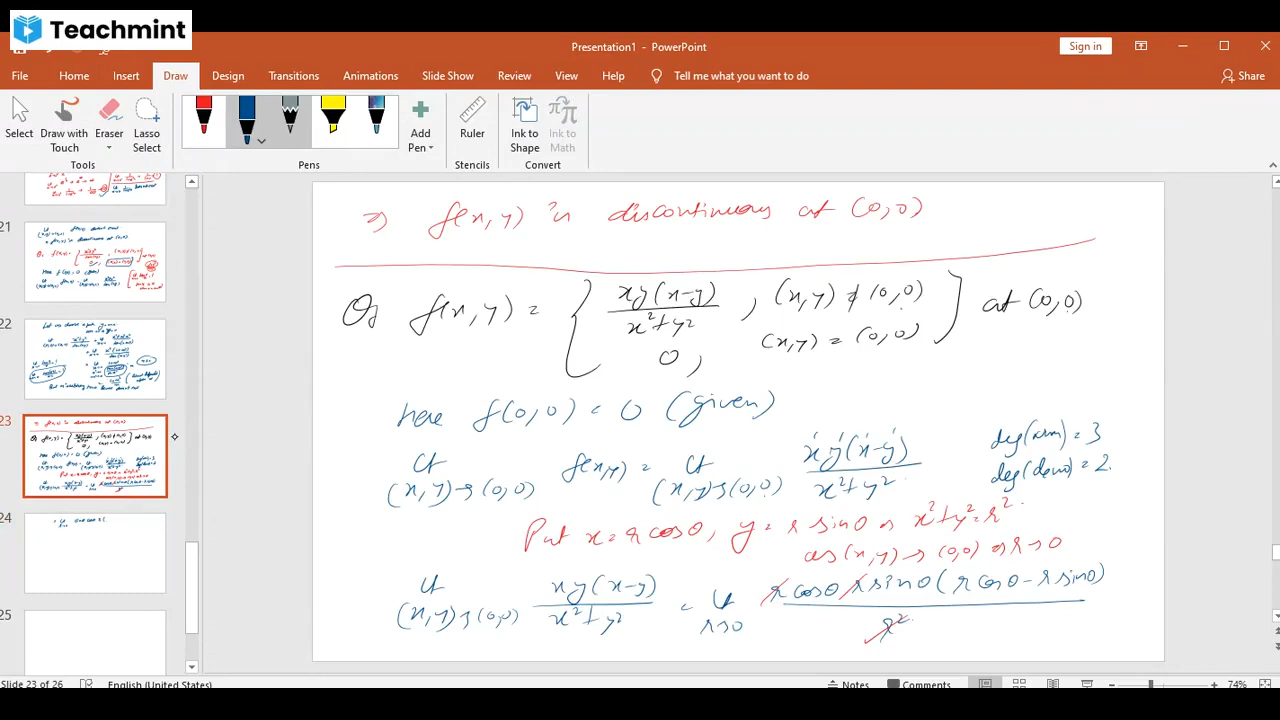 Teachmint
Presentation1 - PowerPoint
Sign in
File Home Insert Draw Design Transitions Animations Slide Show Review View Help Tell me what you want to do Share
Select Draw with Touch Eraser Lasso Select Add Pen Ruler Ink to Shape Ink to Math
Tools Pens Stencils Convert
21
22
23
24
25
⇒ f(x,y) is discontinuous at (0,0)
Q: f(x,y) = { xy(x-y)/x²+y² , (x,y) ≠ (0,0)
0, (x,y) = (0,0) } at (0,0)
here f(0,0) = 0 (given)
Lt (x,y)→(0,0) f(x,y) = Lt (x,y)→(0,0) xy(x-y)/x²+y²
deg(num) = 3
deg(deno) = 2
Put x = r cosθ, y = r sinθ ⇒ x²+y² = r²
as (x,y) → (0,0) ⇒ r→0
Lt (x,y)→(0,0) xy(x-y)/x²+y² = Lt r→0 r cosθ r sinθ (r cosθ - r sinθ)/r²
Slide 23 of 26 English (United States) Notes Comments 74%